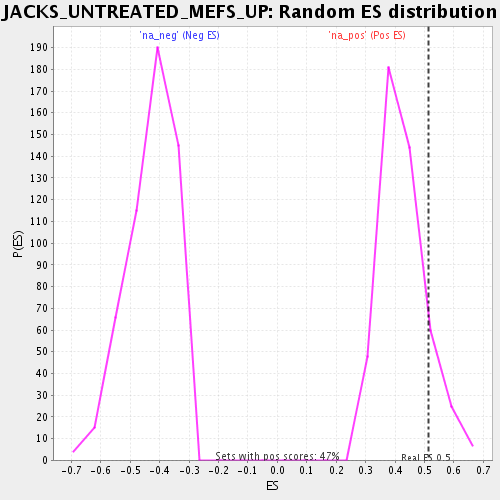 JACKS_UNTREATED_MEFS_UP: Random ES distribution
'na_neg' (Neg ES)
'na_pos' (Pos ES)
190
180
170
160
150
140
130
120
110
100
90
80
70
60
50
40
30
20
10
0
P(ES)
Sets with pos scores: 47%
Real ES 0.5
-0.7 -0.6 -0.5 -0.4 -0.3 -0.2 -0.1 0.0 0.1 0.2 0.3 0.4 0.5 0.6 0.7
ES